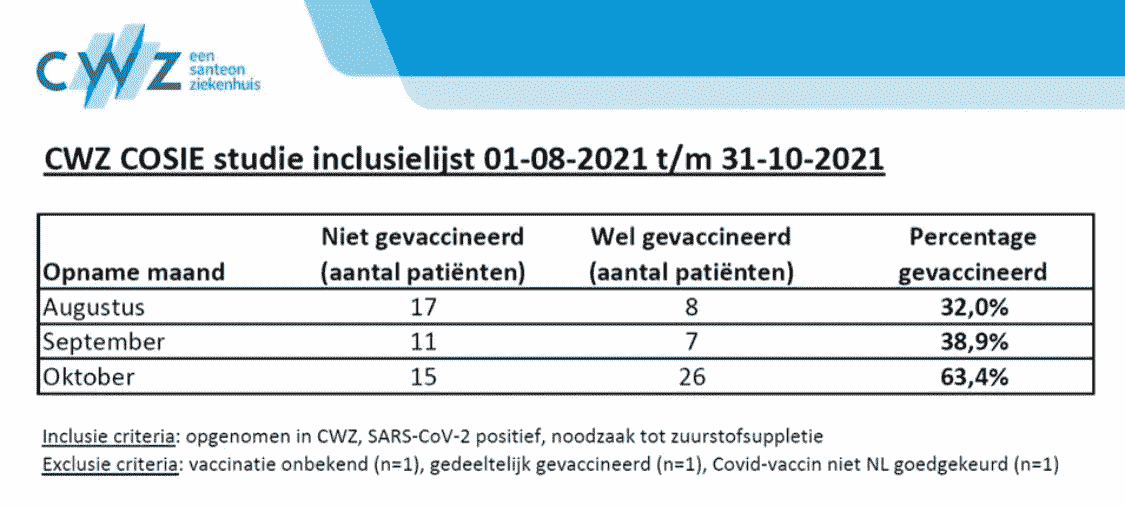 CWZ een
santeon
ziekenhuis
CWZ COSIE studie inclusielijst 01-08-2021 t/m 31-10-2021
Niet gevaccineerd Wel gevaccineerd Percentage
Opname maand (aantal patiënten) (aantal patiënten) gevaccineerd
Augustus 17 8 32,0%
September 11 7 38,9%
Oktober 15 26 63,4%
Inclusie criteria: opgenomen in CWZ, SARS-CoV-2 positief, noodzaak tot zuurstofsuppletie
Exclusie criteria: vaccinatie onbekend (n=1), gedeeltelijk gevaccineerd (n=1), Covid-vaccin niet NL goedgekeurd (n=1)